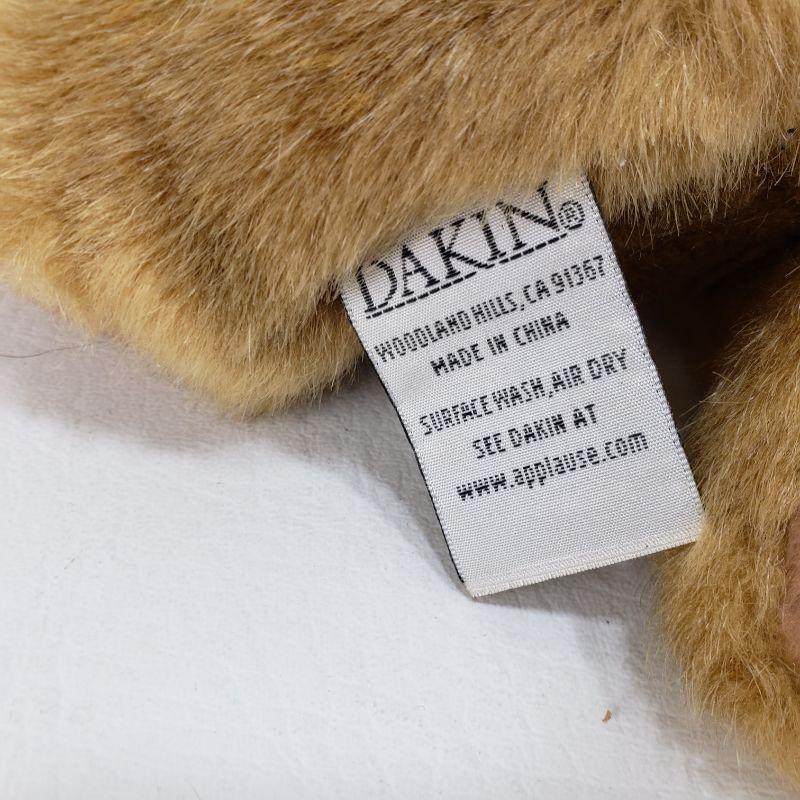 DAKIN®
WOODLAND HILLS, CA 91367
MADE IN CHINA
SURFACE WASH, AIR DRY
SEE DAKIN AT
www.applause.com